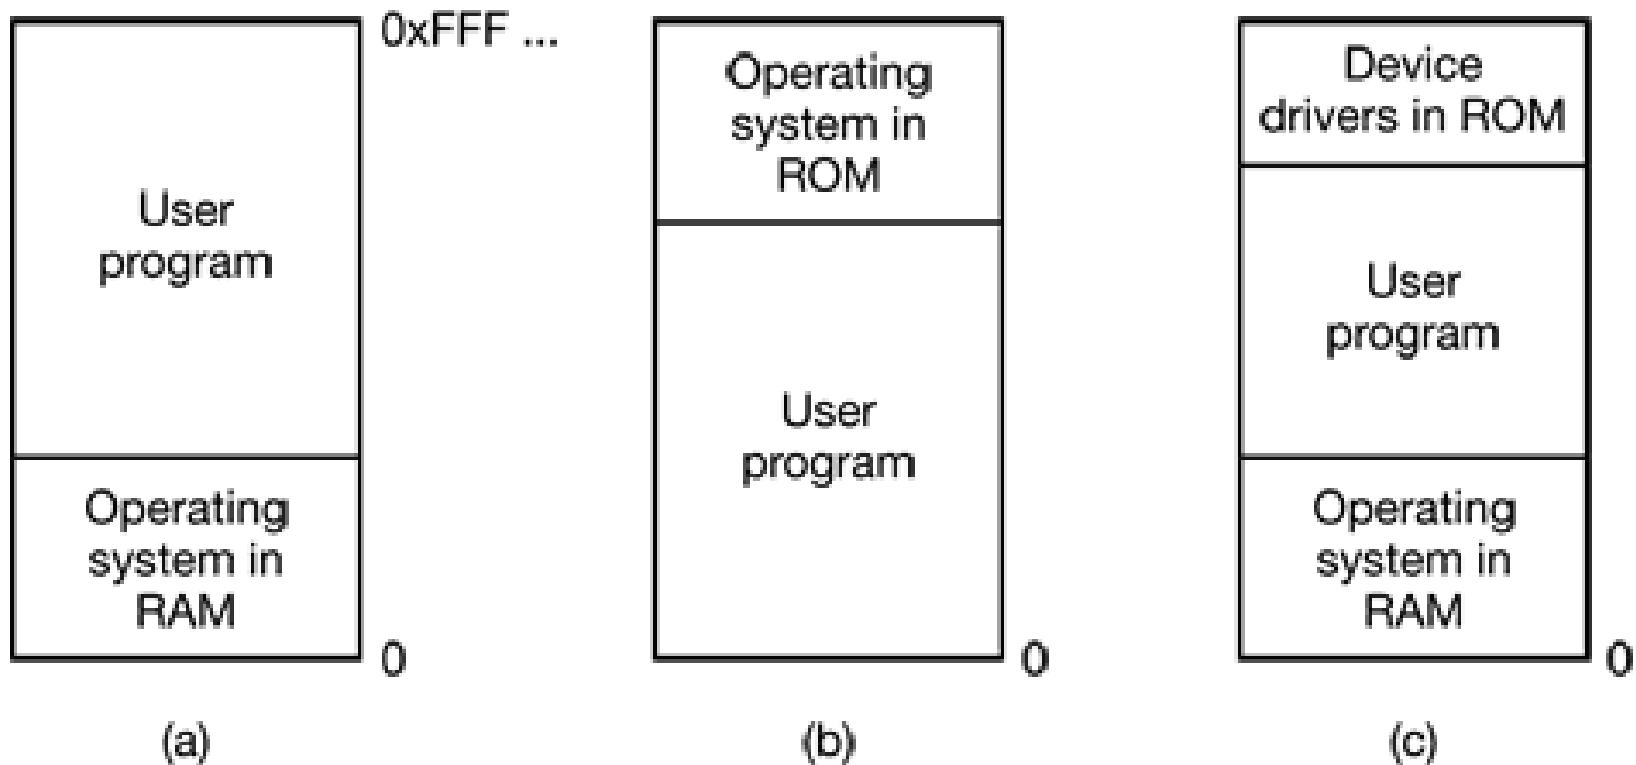 0xFFF ...
User
program
Operating
system in
RAM
0
(a)
Operating
system in
ROM
User
program
0
(b)
Device
drivers in ROM
User
program
Operating
system in
RAM
0
(c)